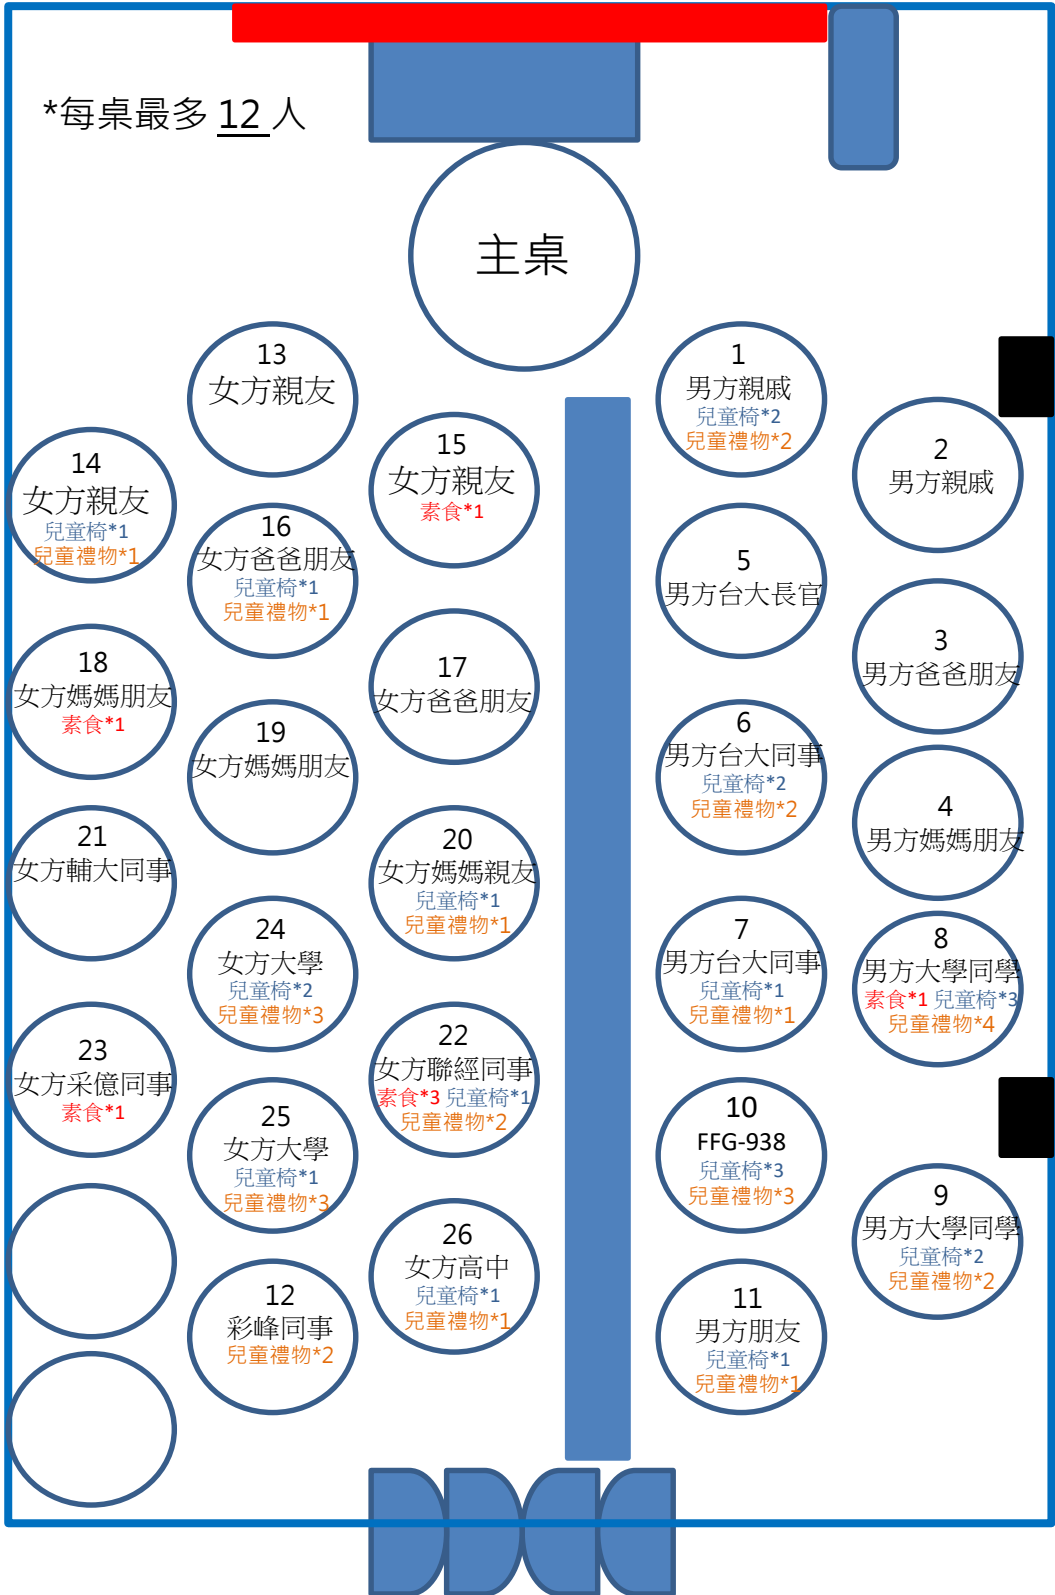 *每桌最多 12 人
主桌
13
女方親友
1
男方親戚
兒童椅*2
兒童禮物*2
2
男方親戚
14
女方親友
兒童椅*1
兒童禮物*1
15
女方親友
素食*1
16
女方爸爸朋友
兒童椅*1
兒童禮物*1
5
男方台大長官
3
男方爸爸朋友
18
女方媽媽朋友
素食*1
17
女方爸爸朋友
19
女方媽媽朋友
6
男方台大同事
兒童椅*2
兒童禮物*2
4
男方媽媽朋友
21
女方輔大同事
20
女方媽媽親友
兒童椅*1
兒童禮物*1
24
女方大學
兒童椅*2
兒童禮物*3
7
男方台大同事
兒童椅*1
兒童禮物*1
8
男方大學同學
素食*1 兒童椅*3
兒童禮物*4
23
女方采億同事
素食*1
22
女方聯經同事
素食*3 兒童椅*1
兒童禮物*2
25
女方大學
兒童椅*1
兒童禮物*3
10
FFG-938
兒童椅*3
兒童禮物*3
9
男方大學同學
兒童椅*2
兒童禮物*2
26
女方高中
兒童椅*1
兒童禮物*1
12
彩峰同事
兒童禮物*2
11
男方朋友
兒童椅*1
兒童禮物*1